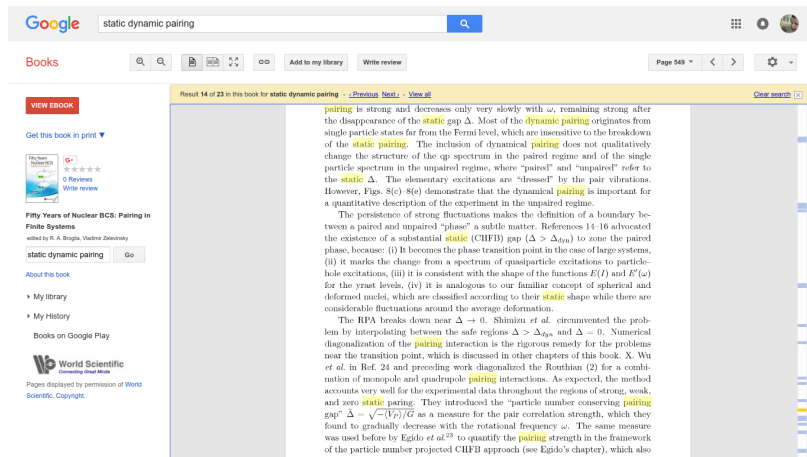 Google
static dynamic pairing
Books
Add to my library
Write review
Page 549
Result 14 of 23 in this book for static dynamic pairing - ‹ Previous Next › - View all
Clear search
VIEW EBOOK
Get this book in print ▼
G+
0 Reviews
Write review
Fifty Years of Nuclear BCS: Pairing in
Finite Systems
edited by R. A. Broglia, Vladimir Zelevinsky
static dynamic pairing
Go
About this book
My library
My History
Books on Google Play
World Scientific
Connecting Great Minds
Pages displayed by permission of World
Scientific. Copyright.
pairing is strong and decreases only very slowly with ω, remaining strong after
the disappearance of the static gap Δ. Most of the dynamic pairing originates from
single particle states far from the Fermi level, which are insensitive to the breakdown
of the static pairing. The inclusion of dynamical pairing does not qualitatively
change the structure of the qp spectrum in the paired regime and of the single
particle spectrum in the unpaired regime, where “paired” and “unpaired” refer to
the static Δ. The elementary excitations are “dressed” by the pair vibrations.
However, Figs. 8(c)–8(e) demonstrate that the dynamical pairing is important for
a quantitative description of the experiment in the unpaired regime.
The persistence of strong fluctuations makes the definition of a boundary be-
tween a paired and unpaired “phase” a subtle matter. References 14–16 advocated
the existence of a substantial static (CHFB) gap (Δ > Δdyn) to zone the paired
phase, because: (i) It becomes the phase transition point in the case of large systems,
(ii) it marks the change from a spectrum of quasiparticle excitations to particle–
hole excitations, (iii) it is consistent with the shape of the functions E(I) and E′(ω)
for the yrast levels, (iv) it is analogous to our familiar concept of spherical and
deformed nuclei, which are classified according to their static shape while there are
considerable fluctuations around the average deformation.
The RPA breaks down near Δ → 0. Shimizu et al. circumvented the prob-
lem by interpolating between the safe regions Δ > Δdyn and Δ = 0. Numerical
diagonalization of the pairing interaction is the rigorous remedy for the problems
near the transition point, which is discussed in other chapters of this book. X. Wu
et al. in Ref. 24 and preceding work diagonalized the Routhian (2) for a combi-
nation of monopole and quadrupole pairing interactions. As expected, the method
accounts very well for the experimental data throughout the regions of strong, weak,
and zero static paring. They introduced the “particle number conserving pairing
gap” Δ̃ = √−⟨VP⟩/G as a measure for the pair correlation strength, which they
found to gradually decrease with the rotational frequency ω. The same measure
was used before by Egido et al.23 to quantify the pairing strength in the framework
of the particle number projected CHFB approach (see Egido’s chapter), which also